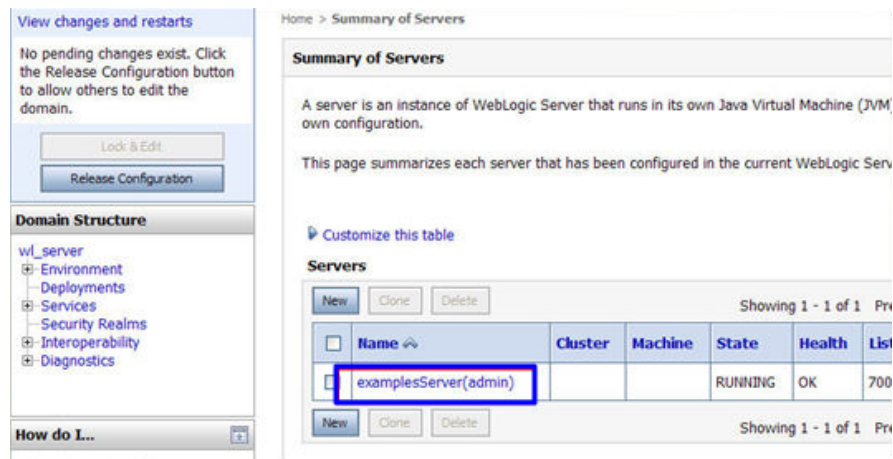 View changes and restarts
No pending changes exist. Click
the Release Configuration button
to allow others to edit the
domain.
Lock & Edit
Release Configuration
Domain Structure
wl_server
Environment
Deployments
Services
Security Realms
Interoperability
Diagnostics
How do I...
Home > Summary of Servers
Summary of Servers
A server is an instance of WebLogic Server that runs in its own Java Virtual Machine (JVM)
own configuration.
This page summarizes each server that has been configured in the current WebLogic Serv
Customize this table
Servers
New Clone Delete Showing 1 - 1 of 1 Pre
Name Cluster Machine State Health List
examplesServer(admin) RUNNING OK 700
New Clone Delete Showing 1 - 1 of 1 Pre